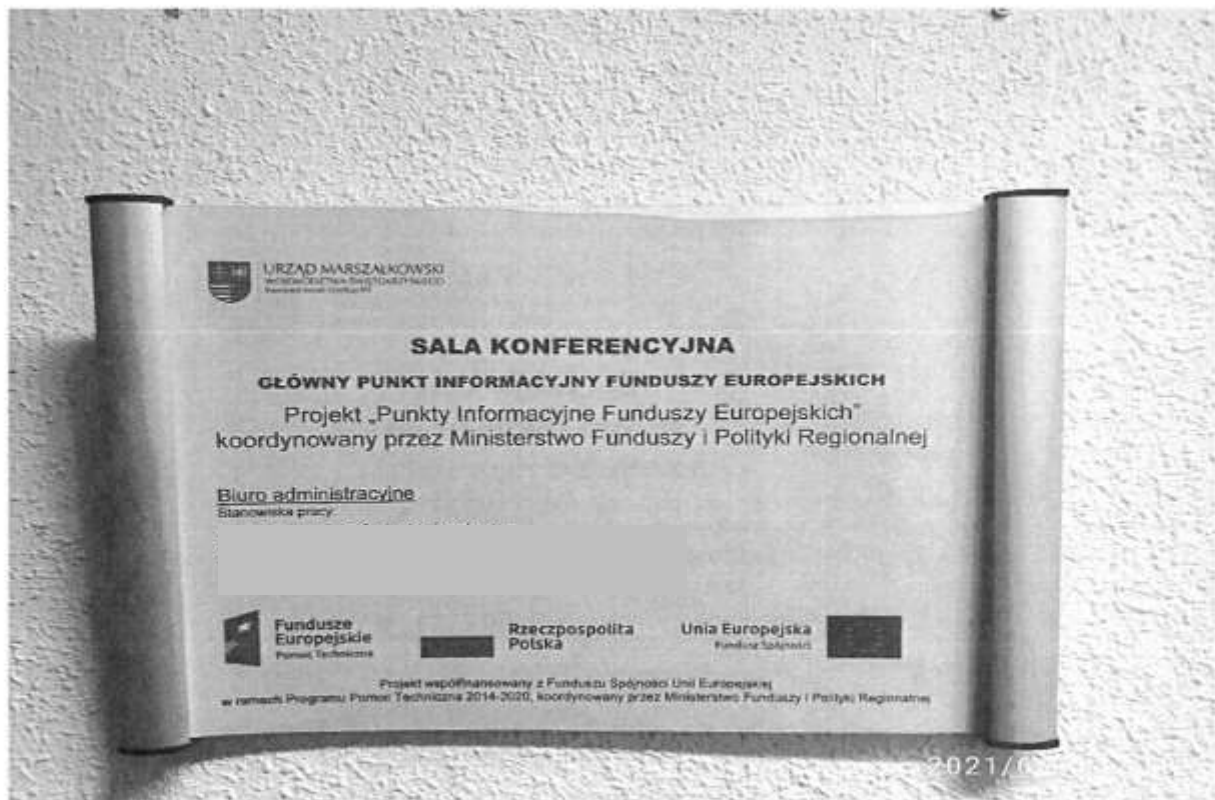 URZĄD MARSZAŁKOWSKI
WOJEWÓDZTWA ŚWIĘTOKRZYSKIEGO
SALA KONFERENCYJNA
GŁÓWNY PUNKT INFORMACYJNY FUNDUSZY EUROPEJSKICH
Projekt „Punkty Informacyjne Funduszy Europejskich"
koordynowany przez Ministerstwo Funduszy i Polityki Regionalnej
Biuro administracyjne
Stanowiska pracy
Fundusze
Europejskie
Pomoc Techniczna
Rzeczpospolita
Polska
Unia Europejska
Fundusz Spójności
Projekt współfinansowany z Funduszu Spójności Unii Europejskiej
w ramach Programu Pomoc Techniczna 2014-2020, koordynowany przez Ministerstwo Funduszy i Polityki Regionalnej
2021/